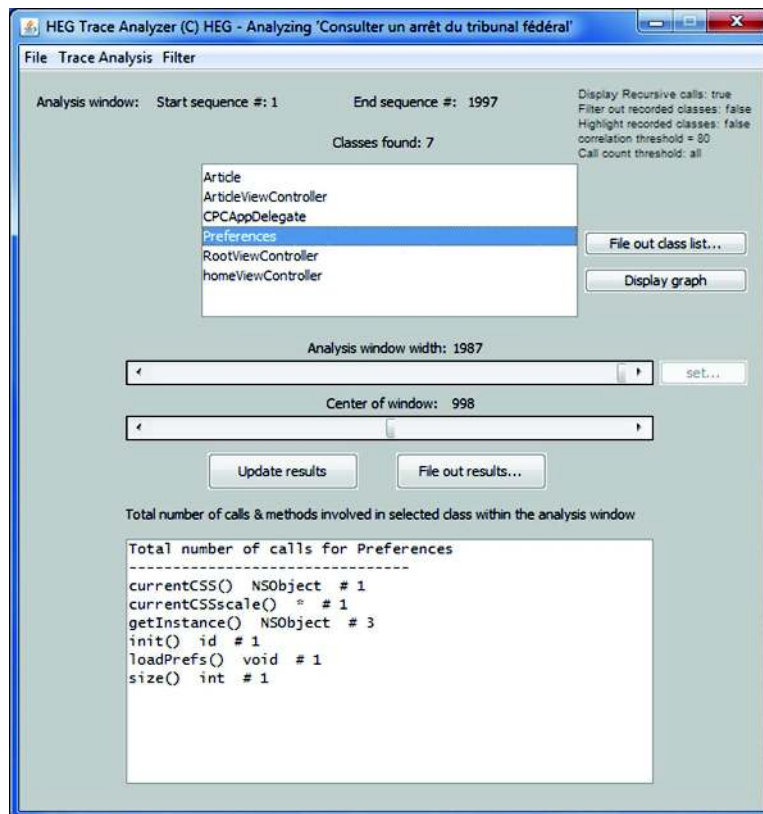 HEG Trace Analyzer (C) HEG - Analyzing 'Consulter un arrêt du tribunal fédéral'
File Trace Analysis Filter
Analysis window: Start sequence #: 1 End sequence #: 1997
Display Recursive calls: true
Filter out recorded classes: false
Highlight recorded classes: false
correlation threshold = 80
Call count threshold: all
Classes found: 7
Article
ArticleViewController
CPCAppDelegate
Preferences
RootViewController
homeViewController
File out class list...
Display graph
Analysis window width: 1987
set...
Center of window: 998
Update results File out results...
Total number of calls & methods involved in selected class within the analysis window
Total number of calls for Preferences
---------------------------------
currentCSS() NSObject # 1
currentCSSscale() * # 1
getInstance() NSObject # 3
init() id # 1
loadPrefs() void # 1
size() int # 1